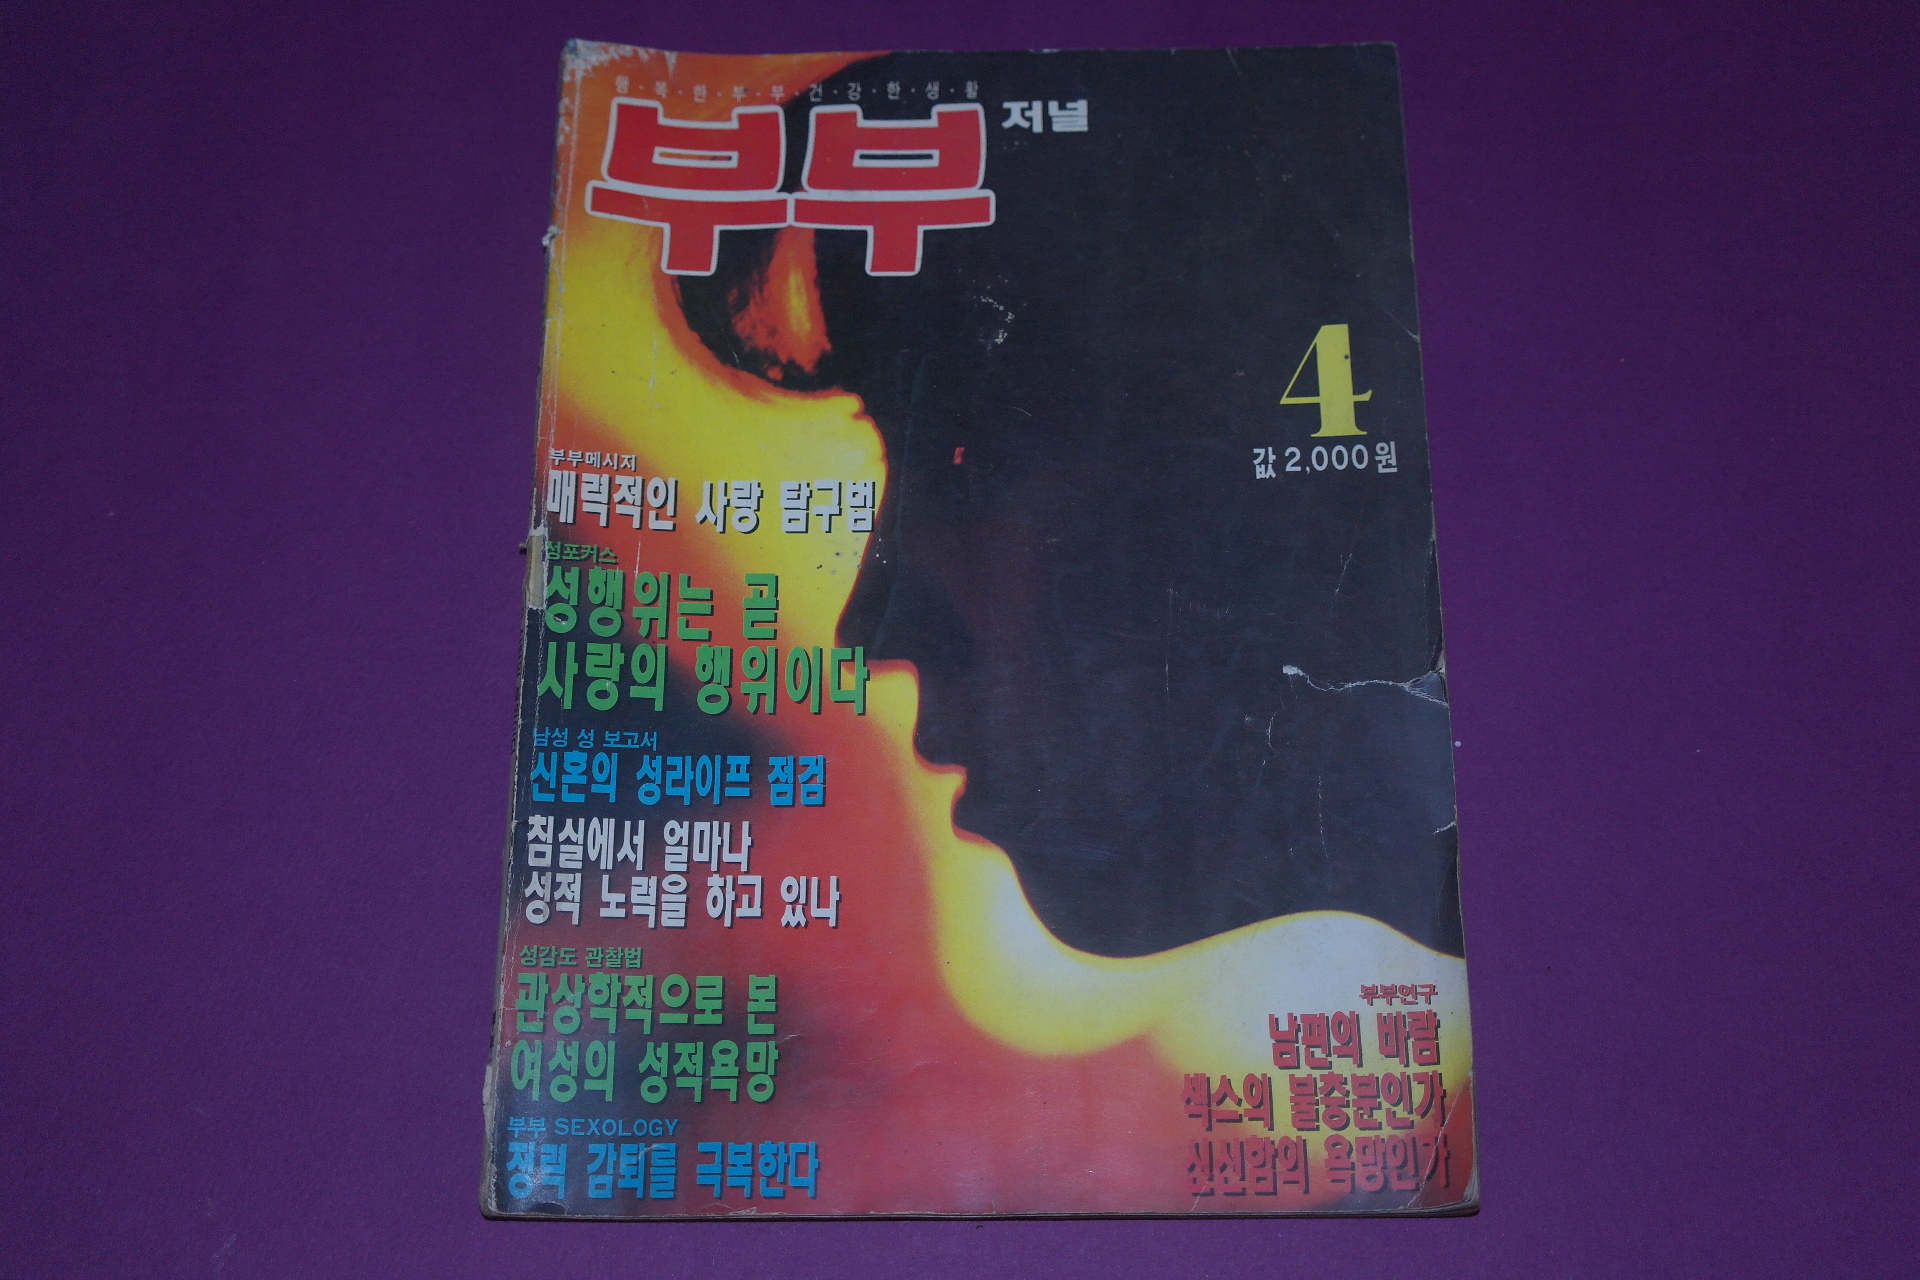 행·복·한·부·부·건·강·한·생·활
부부 저널
4
값 2,000원
부부메시지
매력적인 사랑 탐구법
성포커스
성행위는 곧
사랑의 행위이다
남성 성 보고서
신혼의 성라이프 점검
침실에서 얼마나
성적 노력을 하고 있나
성감도 관찰법
관상학적으로 본
여성의 성적욕망
부부 SEXOLOGY
정력 감퇴를 극복한다
부부연구
남편의 바람
섹스의 불충분인가
신선함의 욕망인가